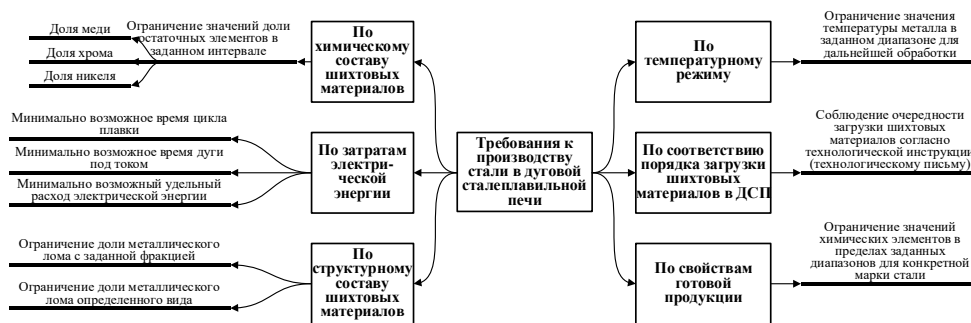 Доля меди
Доля хрома
Доля никеля
Ограничение значений доли
остаточных элементов в
заданном интервале
По
химическому
составу
шихтовых
материалов
Минимально возможное время цикла
плавки
Минимально возможное время дуги
под током
Минимально возможный удельный
расход электрической энергии
По затратам
электри-
ческой
энергии
Ограничение доли металлического
лома с заданной фракцией
Ограничение доли металлического
лома определенного вида
По
структурному
составу
шихтовых
материалов
Требования к
производству
стали в дуговой
сталеплавильной
печи
По
температурному
режиму
Ограничение значения
температуры металла в
заданном диапазоне для
дальнейшей обработки
По соответствию
порядка загрузки
шихтовых
материалов в ДСП
Соблюдение очередности
загрузки шихтовых
материалов согласно
технологической инструкции
(технологическому письму)
По свойствам
готовой
продукции
Ограничение значений
химических элементов в
пределах заданных
диапазонов для конкретной
марки стали